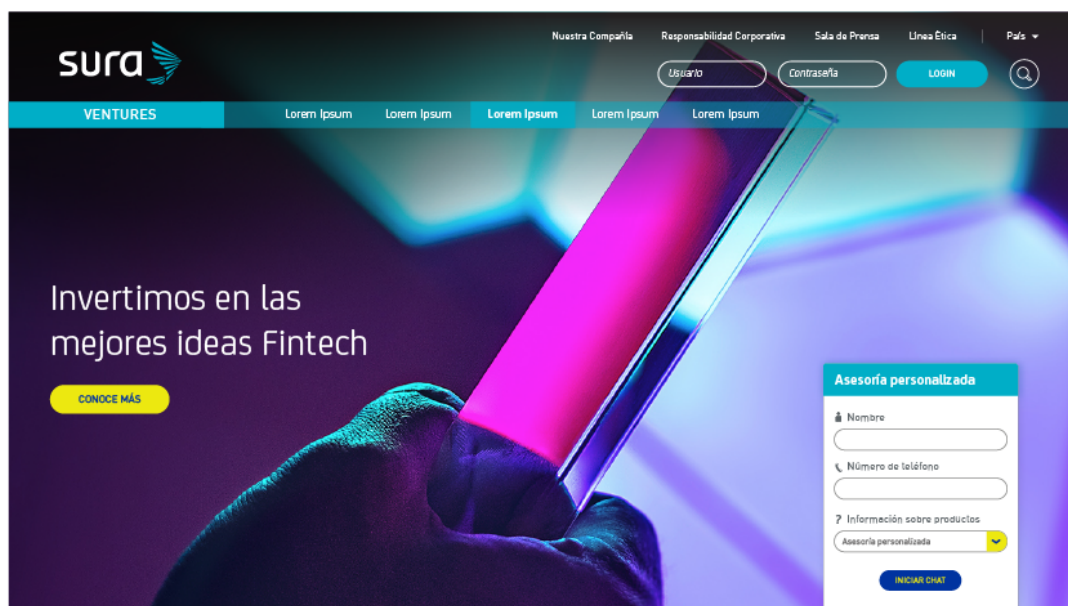 sura
Nuestra Compañía Responsabilidad Corporativa Sala de Prensa Línea Ética País
Usuario Contraseña LOGIN
VENTURES Lorem Ipsum Lorem Ipsum Lorem Ipsum Lorem Ipsum Lorem Ipsum
Invertimos en las
mejores ideas Fintech
CONOCE MÁS
Asesoría personalizada
Nombre
Número de teléfono
? Información sobre productos
Asesoría personalizada
INICIAR CHAT